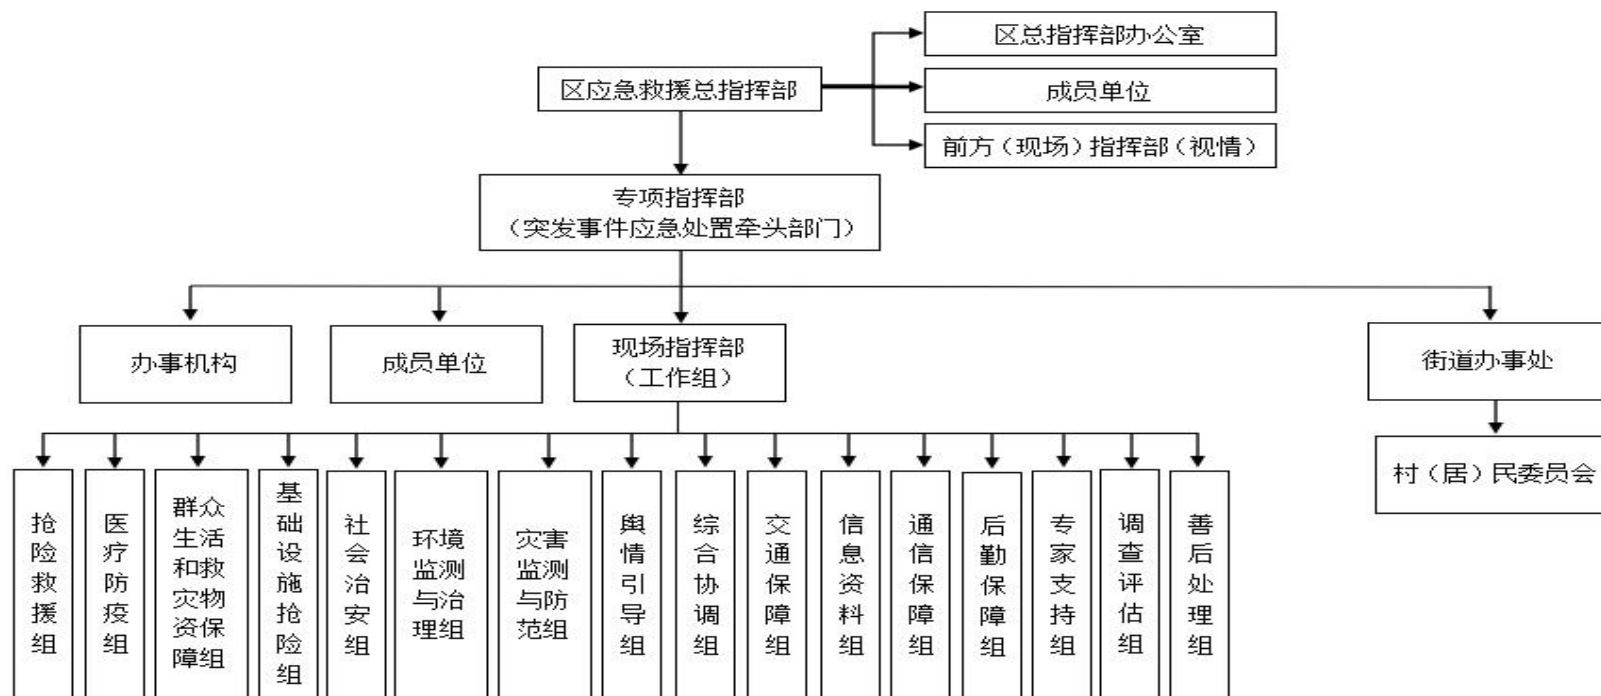 区总指挥部办公室
区应急救援总指挥部
成员单位
前方（现场）指挥部（视情）
专项指挥部
（突发事件应急处置牵头部门）
办事机构
成员单位
现场指挥部
（工作组）
街道办事处
村（居）民委员会
抢险救援组
医疗防疫组
群众
生活
和救
灾物
资保
障组
基础设施抢险组
社会治安组
环境
监测
与治
理组
灾害
监测
与防
范组
舆情引导组
综合协调组
交通保障组
信息资料组
通信保障组
后勤保障组
专家支持组
调查评估组
善后处理组